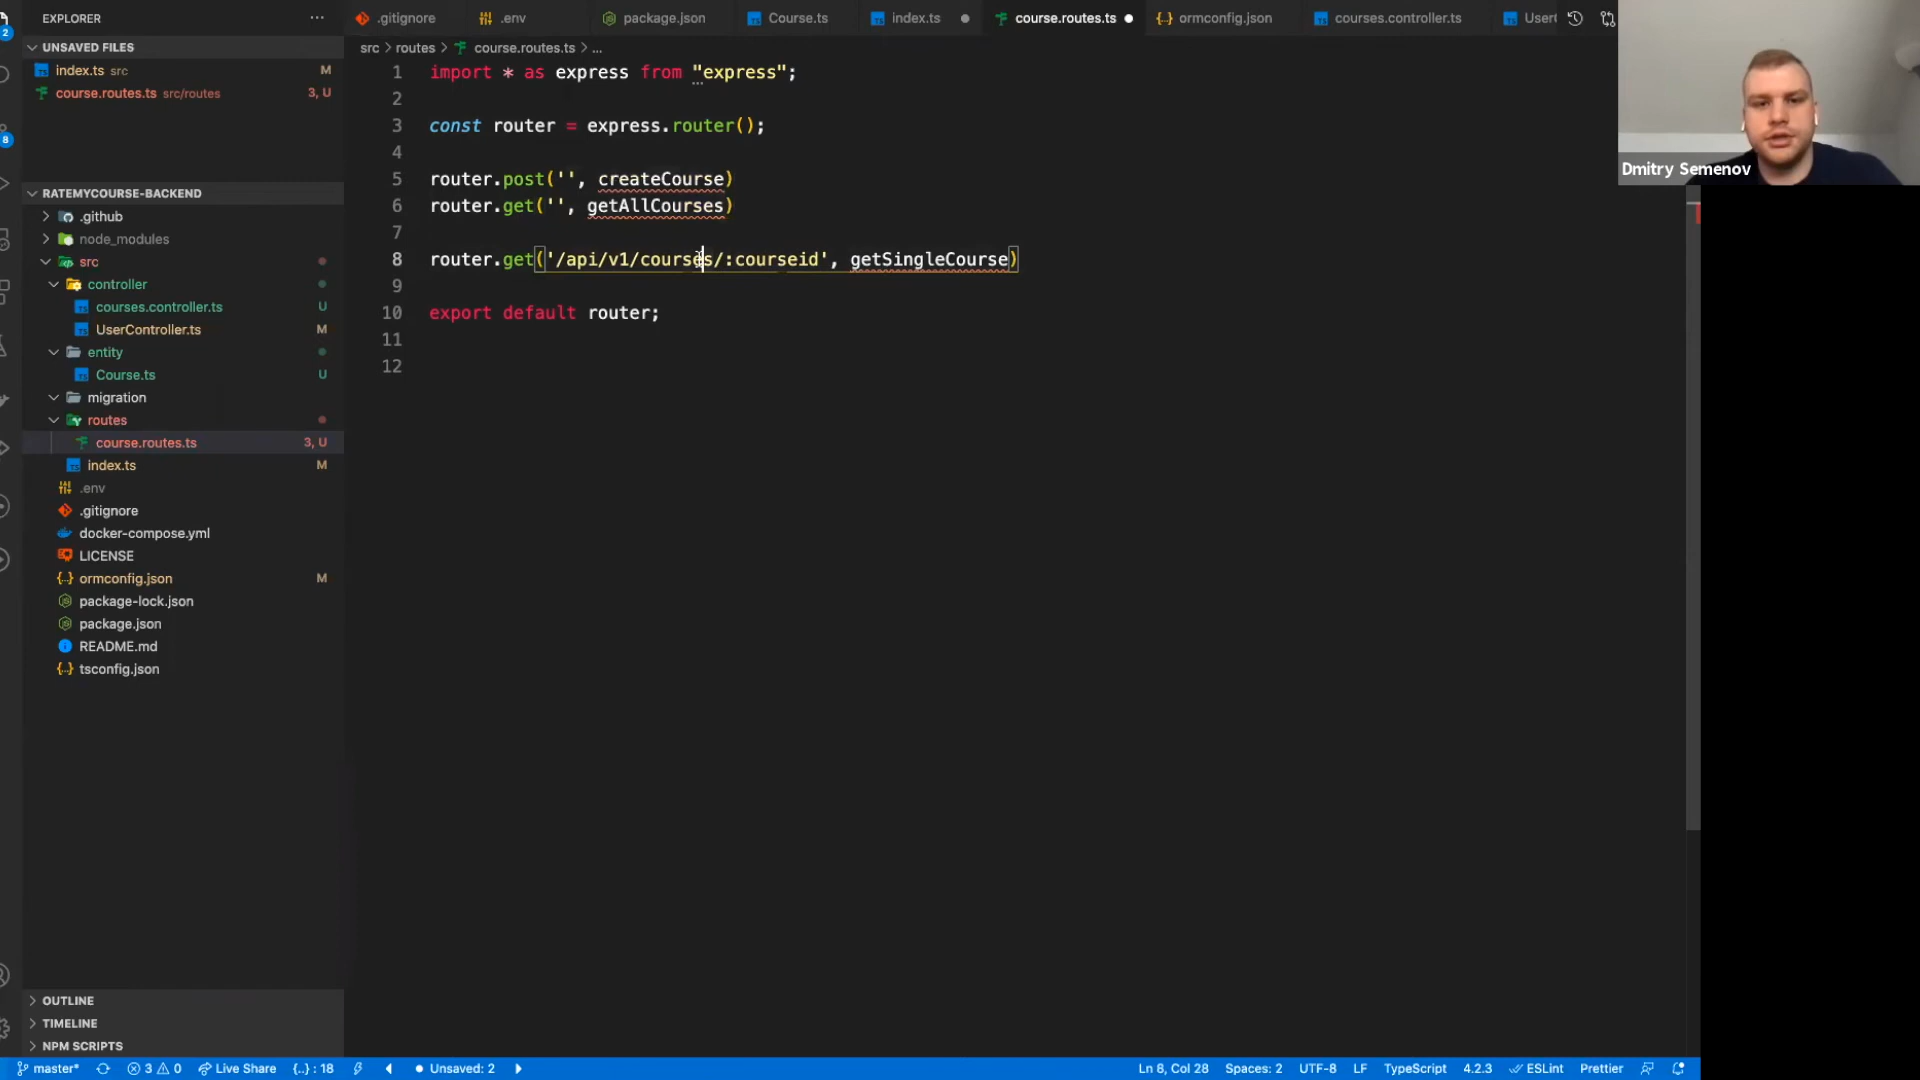 EXPLORER
UNSAVED FILES
index.ts src M
course.routes.ts src/routes 3, U
RATEMYCOURSE-BACKEND
.github
node_modules
src
controller
courses.controller.ts U
UserController.ts M
entity
Course.ts U
migration
routes
course.routes.ts 3, U
index.ts M
.env
.gitignore
docker-compose.yml
LICENSE
ormconfig.json M
package-lock.json
package.json
README.md
tsconfig.json
OUTLINE
TIMELINE
NPM SCRIPTS
2
8
.gitignore .env package.json Course.ts index.ts course.routes.ts ormconfig.json courses.controller.ts
src > routes > course.routes.ts > ...
1 import * as express from "express";
2
3 const router = express.router();
4
5 router.post('', createCourse)
6 router.get('', getAllCourses)
7
8 router.get('/api/v1/courses/:courseid', getSingleCourse)
9
10 export default router;
11
12
Dmitry Semenov
master* 3 0 Live Share {..} : 18 Unsaved: 2 Ln 8, Col 28 Spaces: 2 UTF-8 LF TypeScript 4.2.3 ESLint Prettier